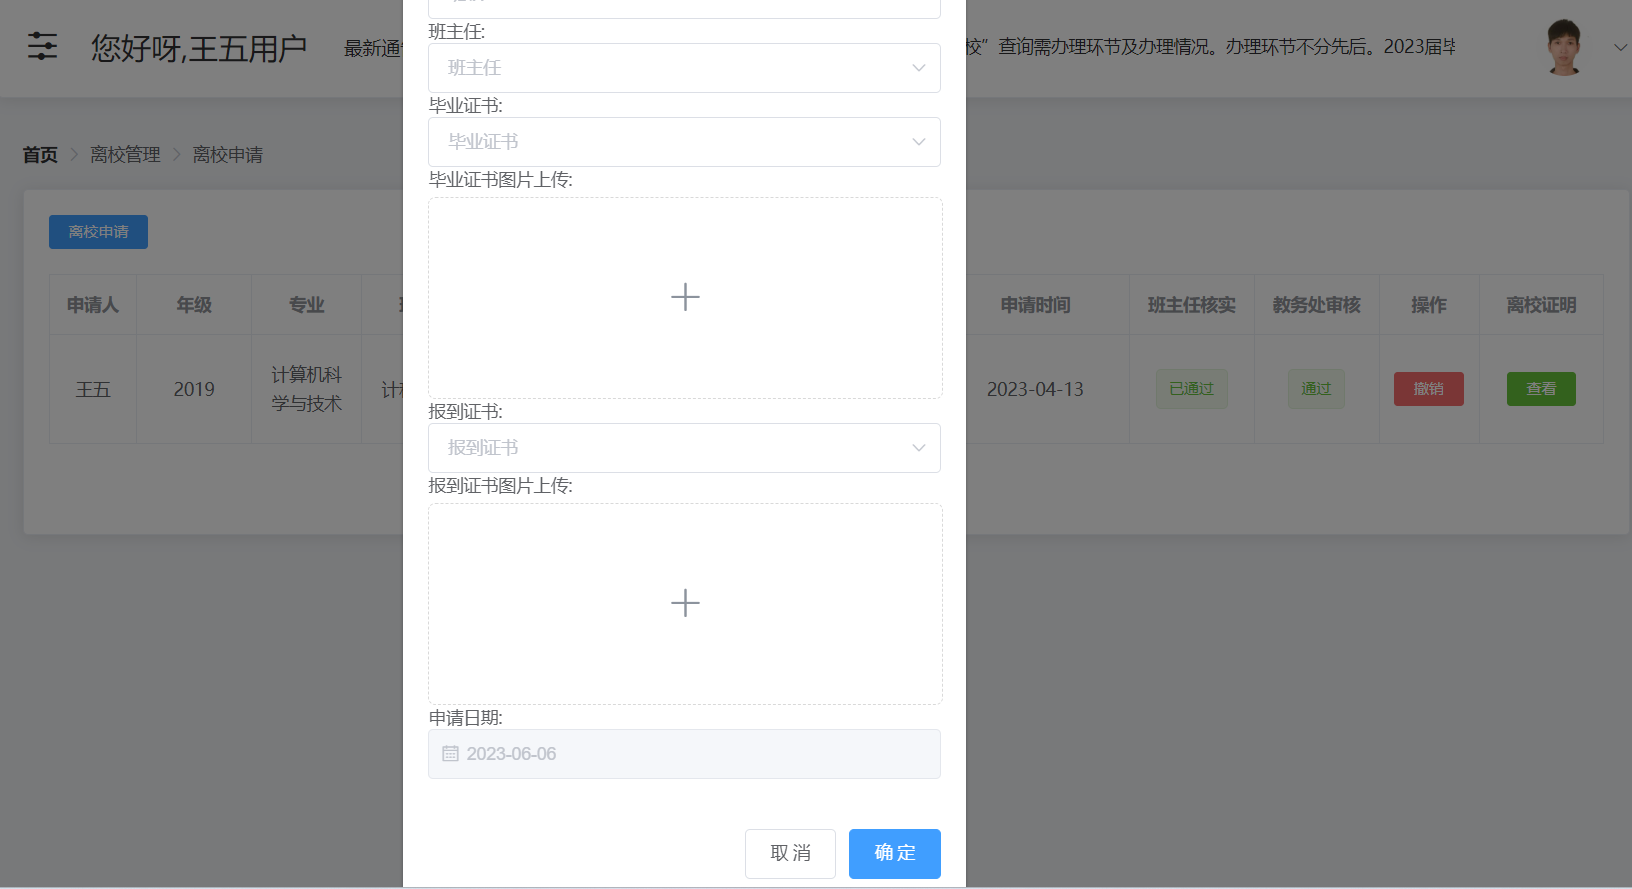 您好呀,王五用户
最新通
校”查询需办理环节及办理情况。办理环节不分先后。2023届毕
首页 离校管理 离校申请
离校申请
申请人 年级 专业 申请时间 班主任核实 教务处审核 操作 离校证明
王五 2019 计算机科 计 2023-04-13 已通过 通过 撤销 查看
学与技术
班主任:
班主任
毕业证书:
毕业证书
毕业证书图片上传:
报到证书:
报到证书
报到证书图片上传:
申请日期:
2023-06-06
取消 确定